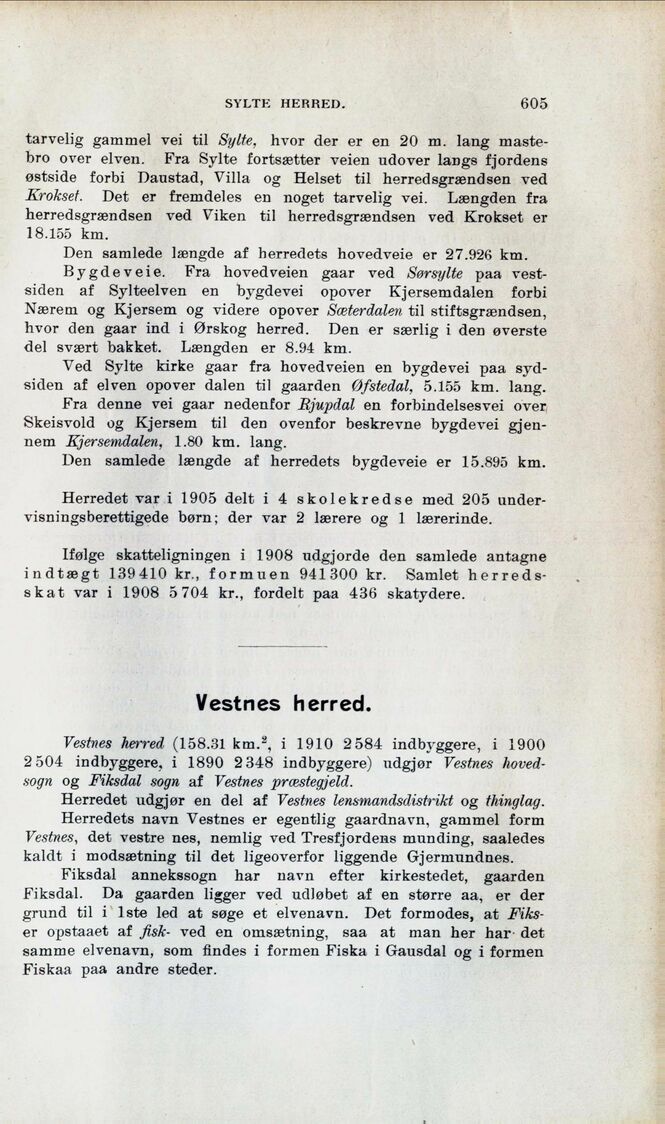 SYLTE HERRED. 605
tarvelig gammel vei til Sylte, hvor der er en 20 m. lang maste-
bro over elven. Fra Sylte fortsætter veien udover langs fjordens
østside forbi Daustad, Villa og Helset til herredsgrændsen ved
Krokset. Det er fremdeles en noget tarvelig vei. Længden fra
herredsgrændsen ved Viken til herredsgrændsen ved Krokset er
18.155 km.
Den samlede længde af herredets hovedveie er 27.926 km.
Bygdeveie. Fra hovedveien gaar ved Sørsylte paa vest-
siden af Sylteelven en bygdevei opover Kjersemdalen forbi
Nærem og Kjersem og videre opover Sæterdalen til stiftsgrændsen,
hvor den gaar ind i Ørskog herred. Den er særlig i den øverste
del svært bakket. Længden er 8.94 km.
Ved Sylte kirke gaar fra hovedveien en bygdevei paa syd-
siden af elven opover dalen til gaarden Øfstedal, 5.155 km. lang.
Fra denne vei gaar nedenfor Rjupdal en forbindelsesvei over
Skeisvold og Kjersem til den ovenfor beskrevne bygdevei gjen-
nem Kjersemdalen, 1.80 km. lang.
Den samlede længde af herredets bygdeveie er 15.895 km.
Herredet var i 1905 delt i 4 skolekredse med 205 under-
visningsberettigede børn; der var 2 lærere og 1 lærerinde.
Ifølge skatteligningen i 1908 udgjorde den samlede antagne
indtægt 139 410 kr., formuen 941 300 kr. Samlet herreds-
skat var i 1908 5 704 kr., fordelt paa 436 skatydere.
Vestnes herred.
Vestnes herred (158.31 km.², i 1910 2 584 indbyggere, i 1900
2 504 indbyggere, i 1890 2 348 indbyggere) udgjør Vestnes hoved-
sogn og Fiksdal sogn af Vestnes præstegjeld.
Herredet udgjør en del af Vestnes lensmandsdistrikt og thinglag.
Herredets navn Vestnes er egentlig gaardnavn, gammel form
Vestnes, det vestre nes, nemlig ved Tresfjordens munding, saaledes
kaldt i modsætning til det ligeoverfor liggende Gjermundnes.
Fiksdal annekssogn har navn efter kirkestedet, gaarden
Fiksdal. Da gaarden ligger ved udløbet af en større aa, er der
grund til i 1ste led at søge et elvenavn. Det formodes, at Fiks-
er opstaaet af fisk- ved en omsætning, saa at man her har det
samme elvenavn, som findes i formen Fiska i Gausdal og i formen
Fiskaa paa andre steder.